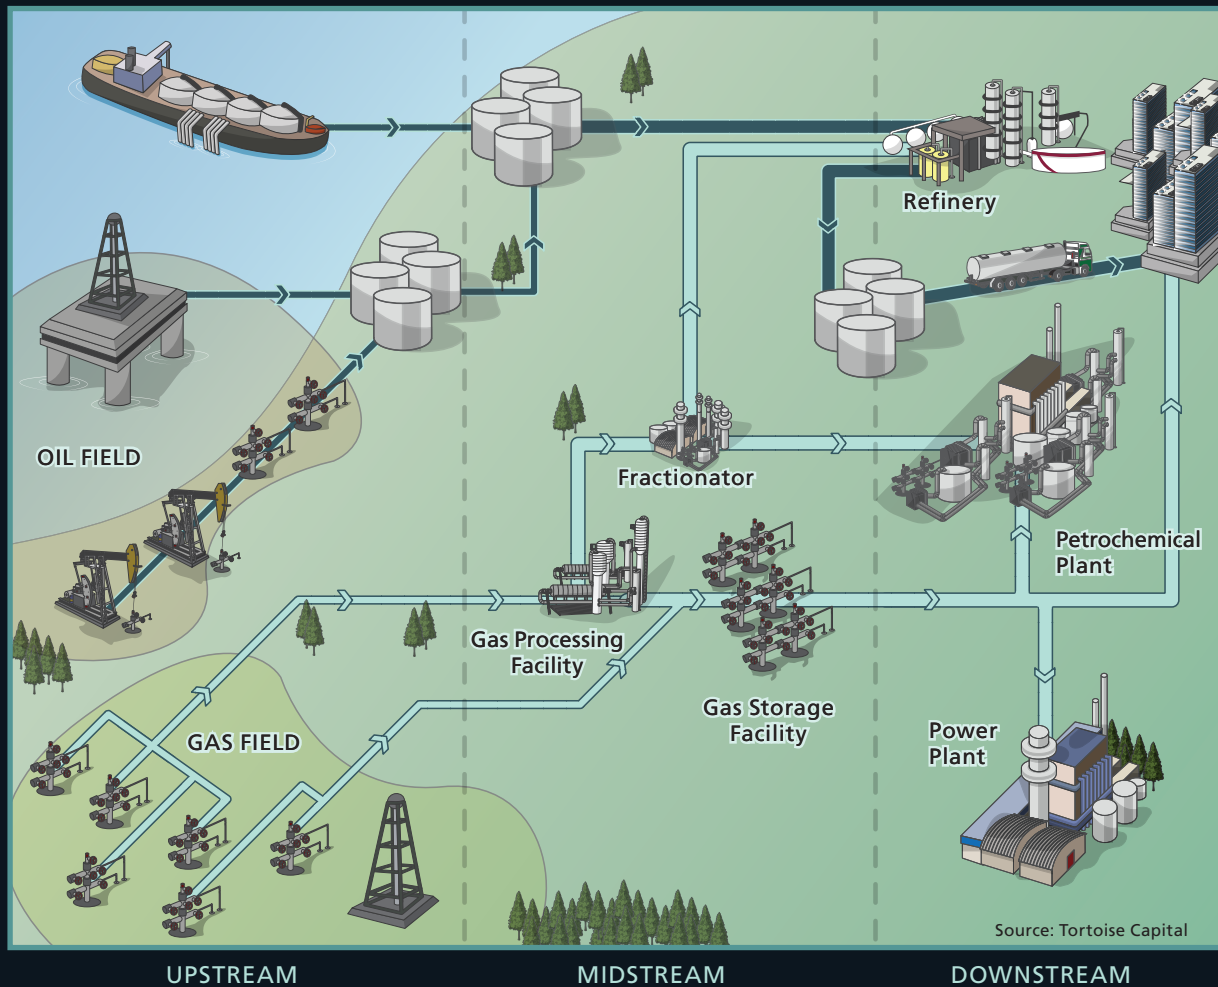 Refinery
OIL FIELD
Fractionator
Petrochemical
Plant
Gas Processing
Facility
Gas Storage
Facility
GAS FIELD
Power
Plant
Source: Tortoise Capital
UPSTREAM
MIDSTREAM
DOWNSTREAM